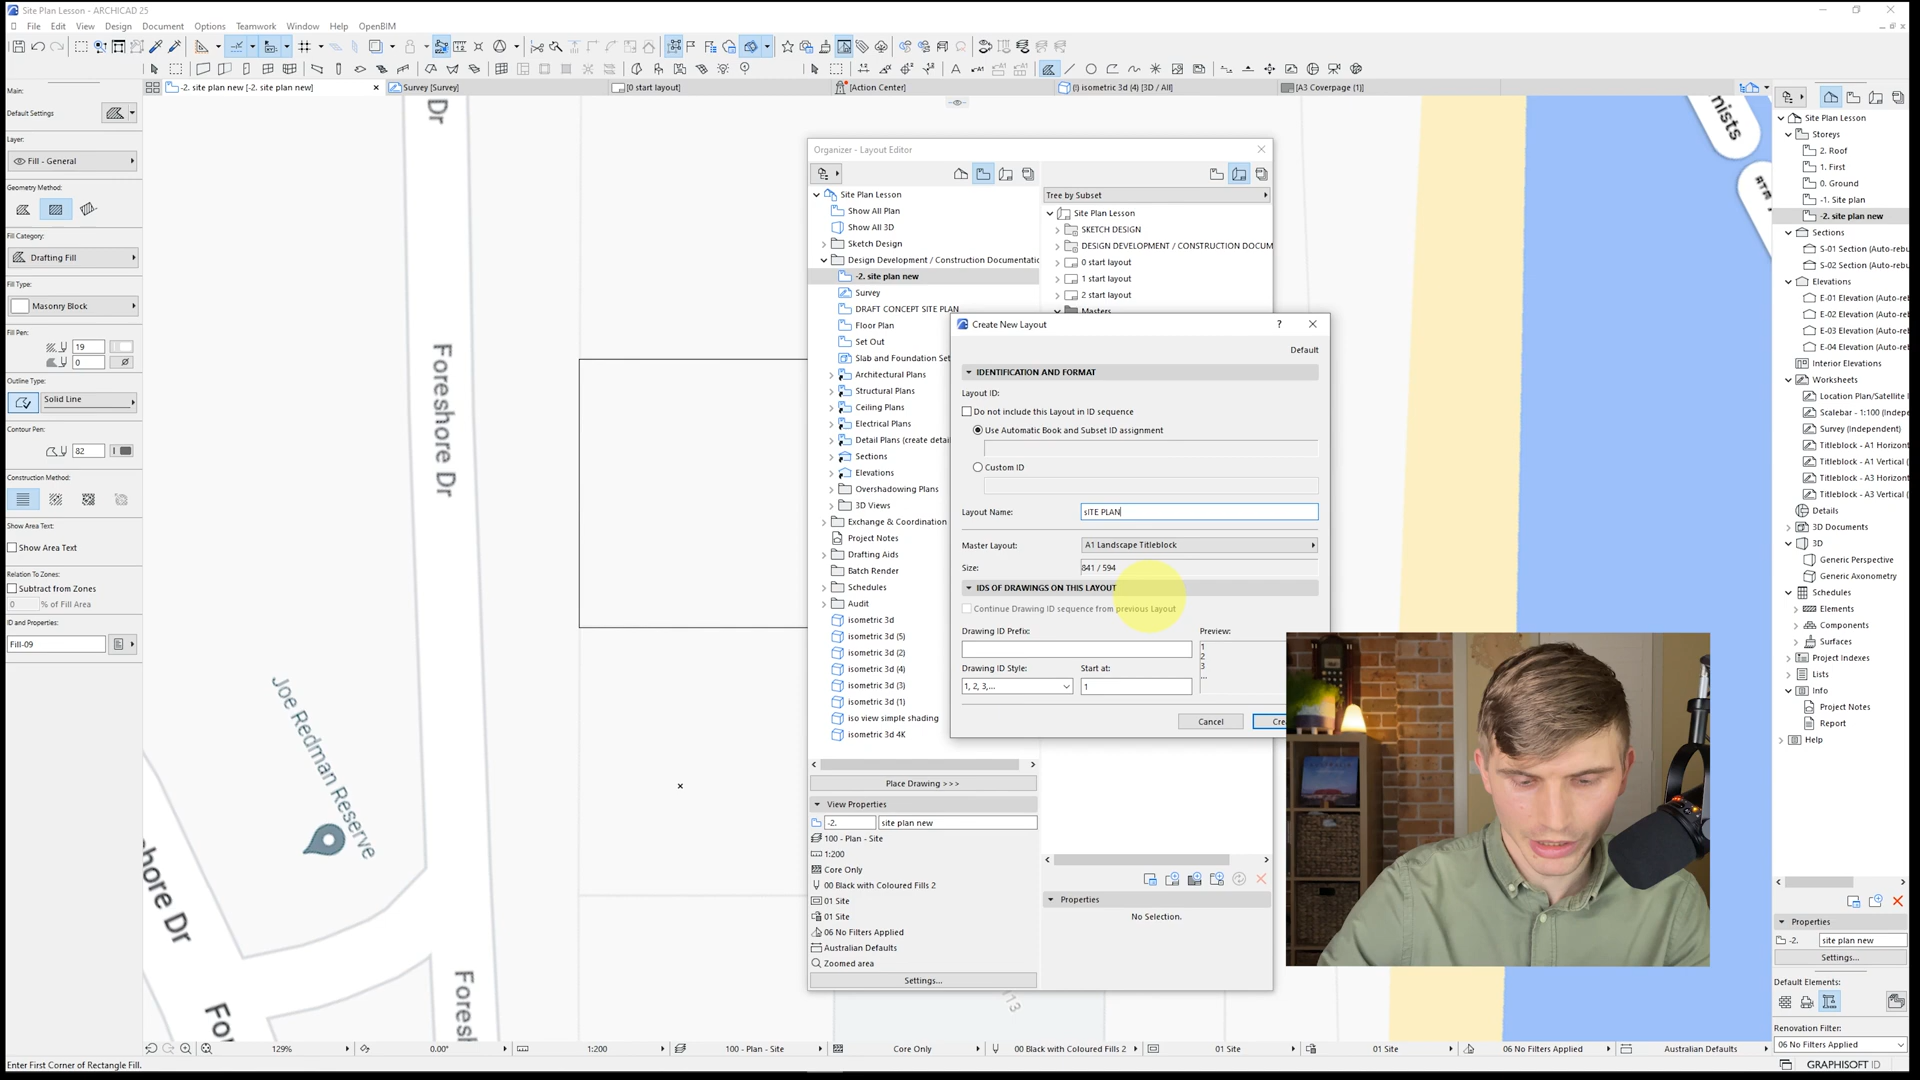 Site Plan Lesson - ARCHICAD 25
File Edit View Design Document Options Teamwork Window Help OpenBIM
-2. site plan new [-2. site plan new] Survey [Survey] [0 start layout] [Action Center] (!) isometric 3d (4) [3D / All] [A3 Coverpage (1)]
Main:
Default Settings
Layer:
Fill - General
Geometry Method:
Fill Category:
Drafting Fill
Fill Type:
Masonry Block
Fill Pen:
19
0
Outline Type:
Solid Line
Contour Pen:
82
Construction Method:
Show Area Text:
Show Area Text
Relation To Zones:
Subtract from Zones
0 % of Fill Area
ID and Properties:
Fill-09
Dr
Foreshore Dr
Joe Redman Reserve
shore Dr
For
Foresh
nists
Organizer - Layout Editor
Site Plan Lesson
Show All Plan
Show All 3D
Sketch Design
Design Development / Construction Documentatio
-2. site plan new
Survey
DRAFT CONCEPT SITE PLAN
Floor Plan
Set Out
Slab and Foundation Set
Architectural Plans
Structural Plans
Ceiling Plans
Electrical Plans
Detail Plans (create detai
Sections
Elevations
Overshadowing Plans
3D Views
Exchange & Coordination
Project Notes
Drafting Aids
Batch Render
Schedules
Audit
isometric 3d
isometric 3d (5)
isometric 3d (2)
isometric 3d (4)
isometric 3d (3)
isometric 3d (1)
iso view simple shading
isometric 3d 4K
Place Drawing >>>
View Properties
-2. site plan new
100 - Plan - Site
1:200
Core Only
00 Black with Coloured Fills 2
01 Site
01 Site
06 No Filters Applied
Australian Defaults
Zoomed area
Settings...
Tree by Subset
Site Plan Lesson
SKETCH DESIGN
DESIGN DEVELOPMENT / CONSTRUCTION DOCUM
0 start layout
1 start layout
2 start layout
Masters
Properties
No Selection.
Create New Layout
?
Default
IDENTIFICATION AND FORMAT
Layout ID:
Do not include this Layout in ID sequence
Use Automatic Book and Subset ID assignment
Custom ID
Layout Name: sITE PLAN
Master Layout: A1 Landscape Titleblock
Size: 841 / 594
IDS OF DRAWINGS ON THIS LAYOUT
Continue Drawing ID sequence from previous Layout
Drawing ID Prefix: Preview:
1
2
3
...
Drawing ID Style: Start at:
1, 2, 3,... 1
Cancel Crea
Site Plan Lesson
Storeys
2. Roof
1. First
0. Ground
-1. Site plan
-2. site plan new
Sections
S-01 Section (Auto-rebu
S-02 Section (Auto-rebu
Elevations
E-01 Elevation (Auto-re
E-02 Elevation (Auto-re
E-03 Elevation (Auto-re
E-04 Elevation (Auto-re
Interior Elevations
Worksheets
Location Plan/Satellite I
Scalebar - 1:100 (Indepe
Survey (Independent)
Titleblock - A1 Horizont
Titleblock - A1 Vertical (
Titleblock - A3 Horizont
Titleblock - A3 Vertical (
Details
3D Documents
3D
Generic Perspective
Generic Axonometry
Schedules
Elements
Components
Surfaces
Project Indexes
Lists
Info
Project Notes
Report
Help
Properties
-2. site plan new
Settings...
Default Elements:
Renovation Filter:
06 No Filters Applied
129% 0.00° 1:200 100 - Plan - Site Core Only 00 Black with Coloured Fills 2 01 Site 01 Site 06 No Filters Applied Australian Defaults
Enter First Corner of Rectangle Fill.
GRAPHISOFT ID